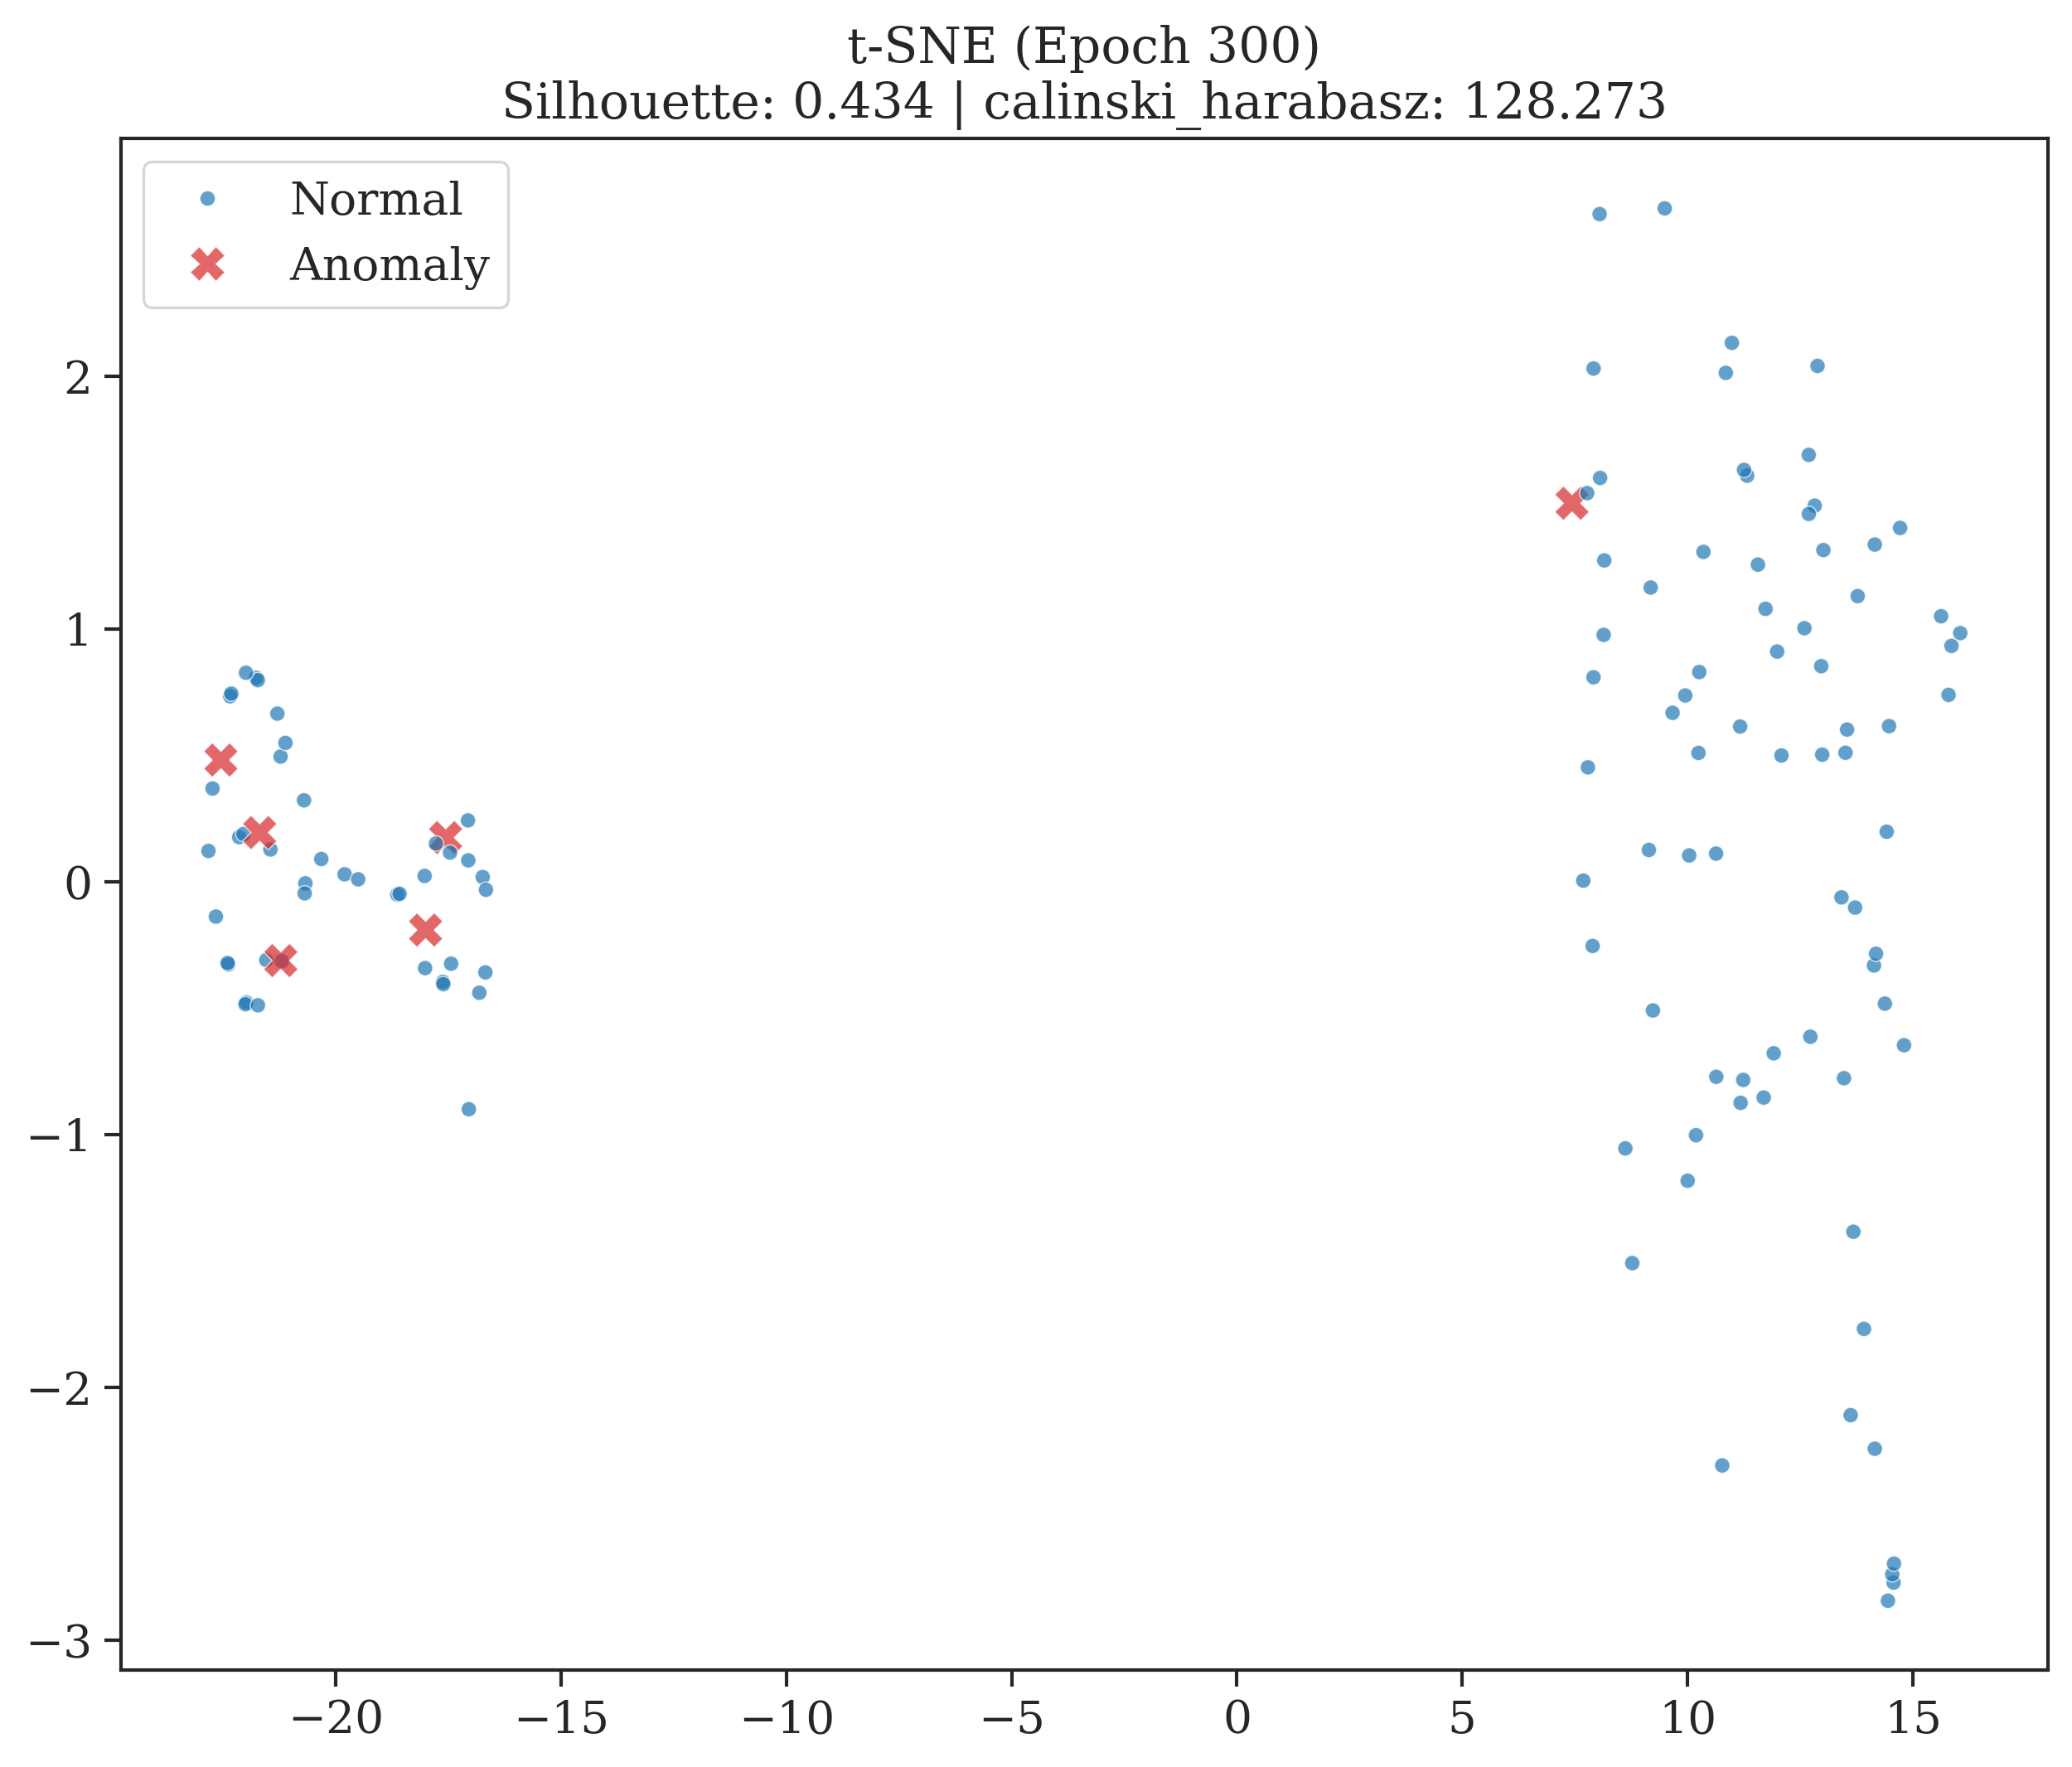 t-SNE (Epoch 300)
Silhouette: 0.434 | calinski_harabasz: 128.273
Normal
Anomaly
2
1
0
−1
−2
−3
−20 −15 −10 −5 0 5 10 15